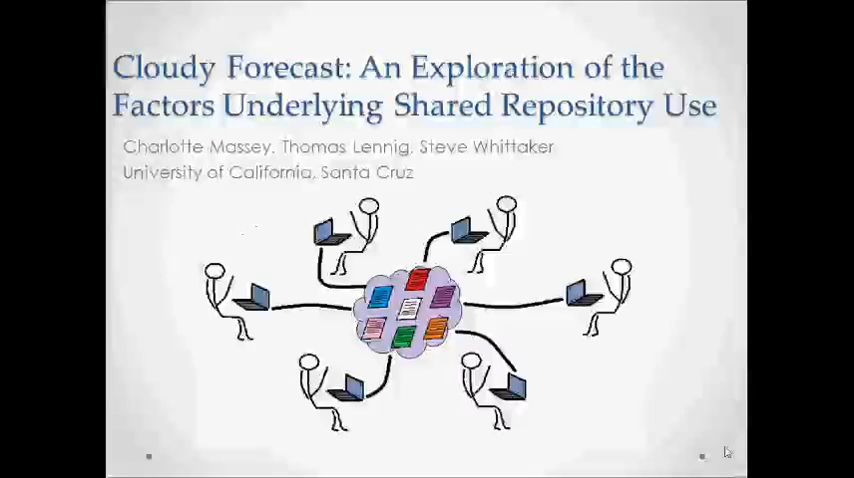 Cloudy Forecast: An Exploration of the
Factors Underlying Shared Repository Use
Charlotte Massey, Thomas Lennig, Steve Whittaker
University of California, Santa Cruz